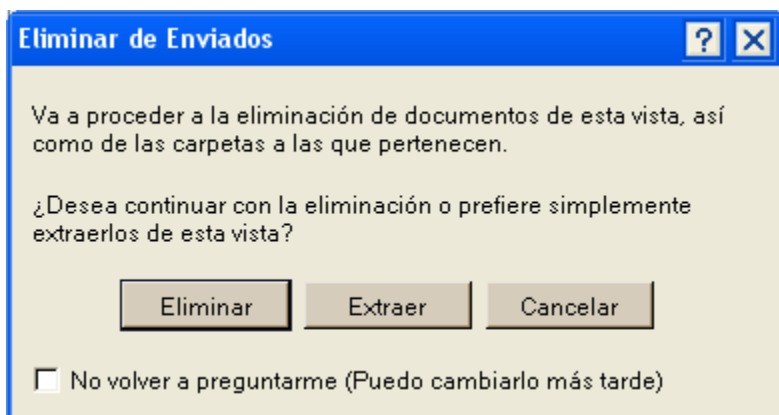 Eliminar de Enviados
Va a proceder a la eliminación de documentos de esta vista, así
como de las carpetas a las que pertenecen.
¿Desea continuar con la eliminación o prefiere simplemente
extraerlos de esta vista?
Eliminar Extraer Cancelar
No volver a preguntarme (Puedo cambiarlo más tarde)